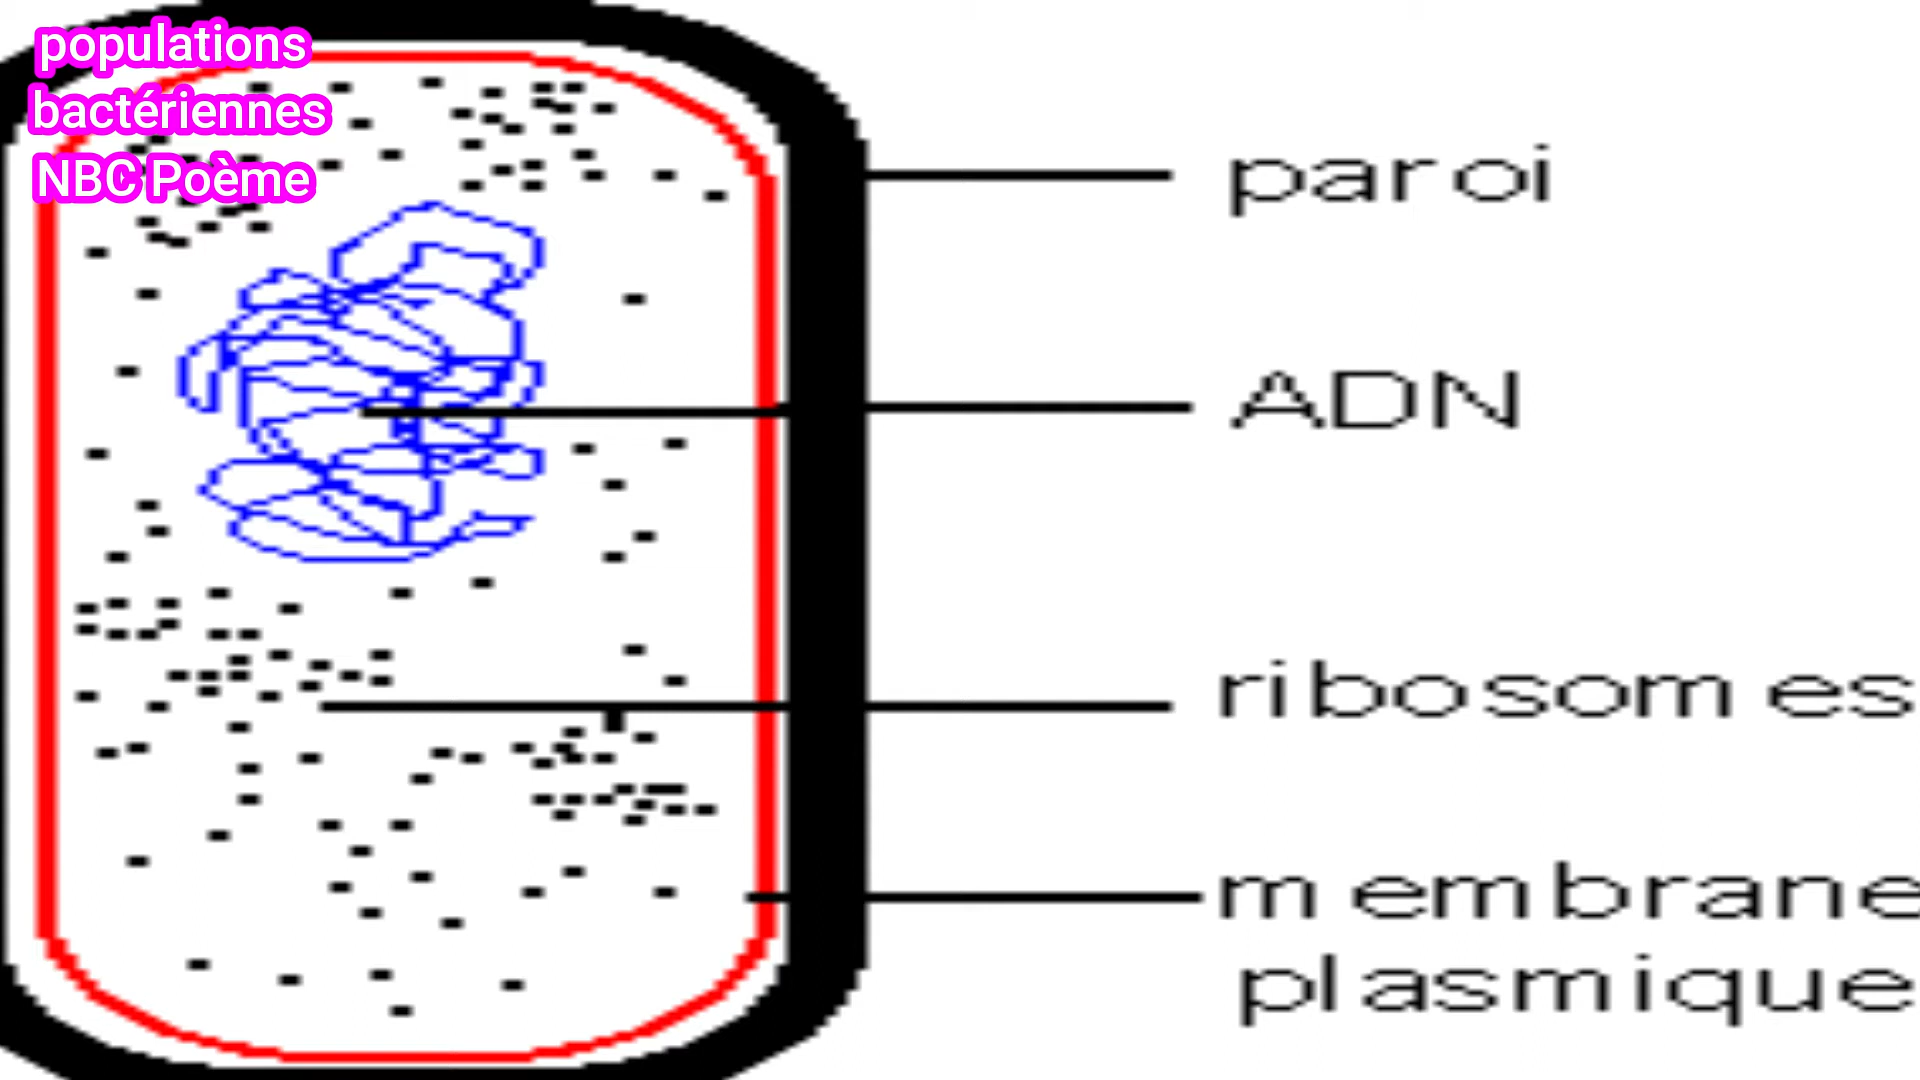 populations
bactériennes
NBC Poème
paroi
ADN
ribosomes
membrane
plasmique